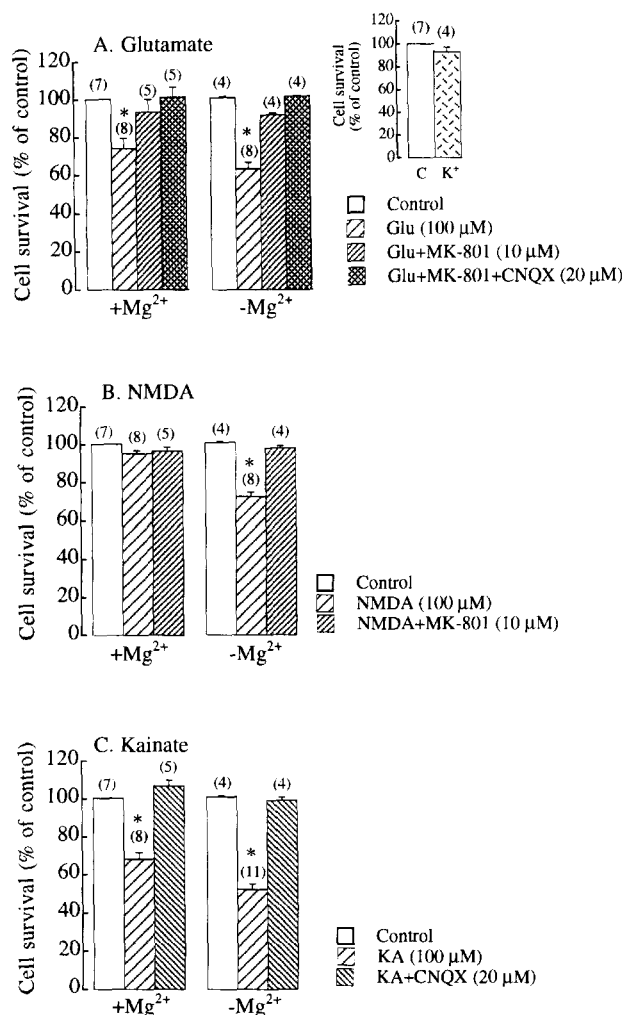 A. Glutamate
Cell survival (% of control)
120
100
80
60
40
20
0
(7)
*
(8)
(5)
(5)
(4)
*
(8)
(4)
(4)
+Mg²⁺
-Mg²⁺
Cell survival
(% of control)
120
100
80
60
40
20
0
(7)
(4)
C
K⁺
Control
Glu (100 µM)
Glu+MK-801 (10 µM)
Glu+MK-801+CNQX (20 µM)
B. NMDA
Cell survival (% of control)
120
100
80
60
40
20
0
(7)
(8)
(5)
(4)
*
(8)
(4)
+Mg²⁺
-Mg²⁺
Control
NMDA (100 µM)
NMDA+MK-801 (10 µM)
C. Kainate
Cell survival (% of control)
120
100
80
60
40
20
0
(7)
*
(8)
(5)
(4)
*
(11)
(4)
+Mg²⁺
-Mg²⁺
Control
KA (100 µM)
KA+CNQX (20 µM)